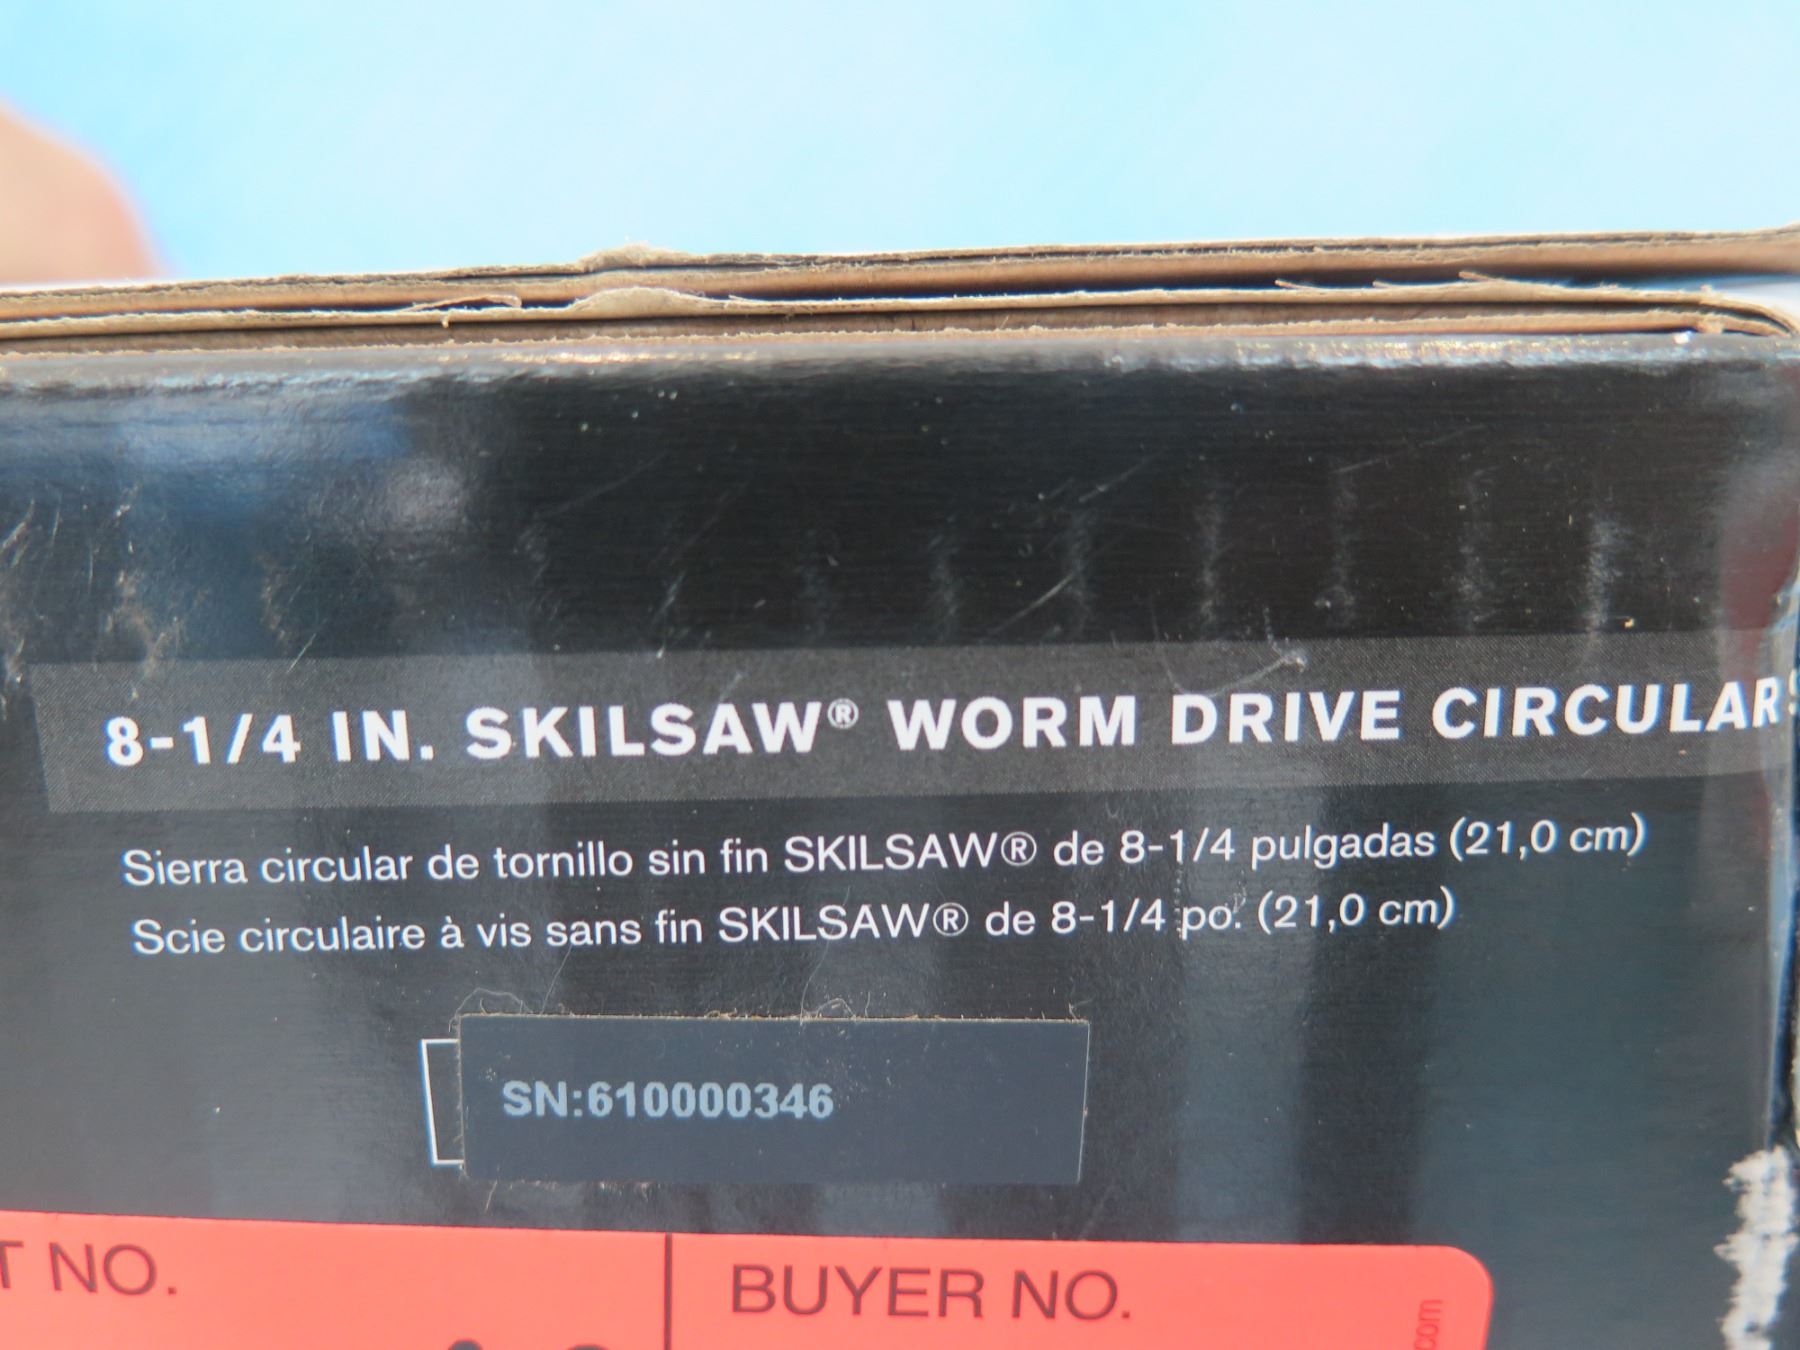 8-1/4 IN. SKILSAW® WORM DRIVE CIRCULAR
Sierra circular de tornillo sin fin SKILSAW® de 8-1/4 pulgadas (21,0 cm)
Scie circulaire à vis sans fin SKILSAW® de 8-1/4 po. (21,0 cm)
SN:610000346
T NO.
BUYER NO.
.com